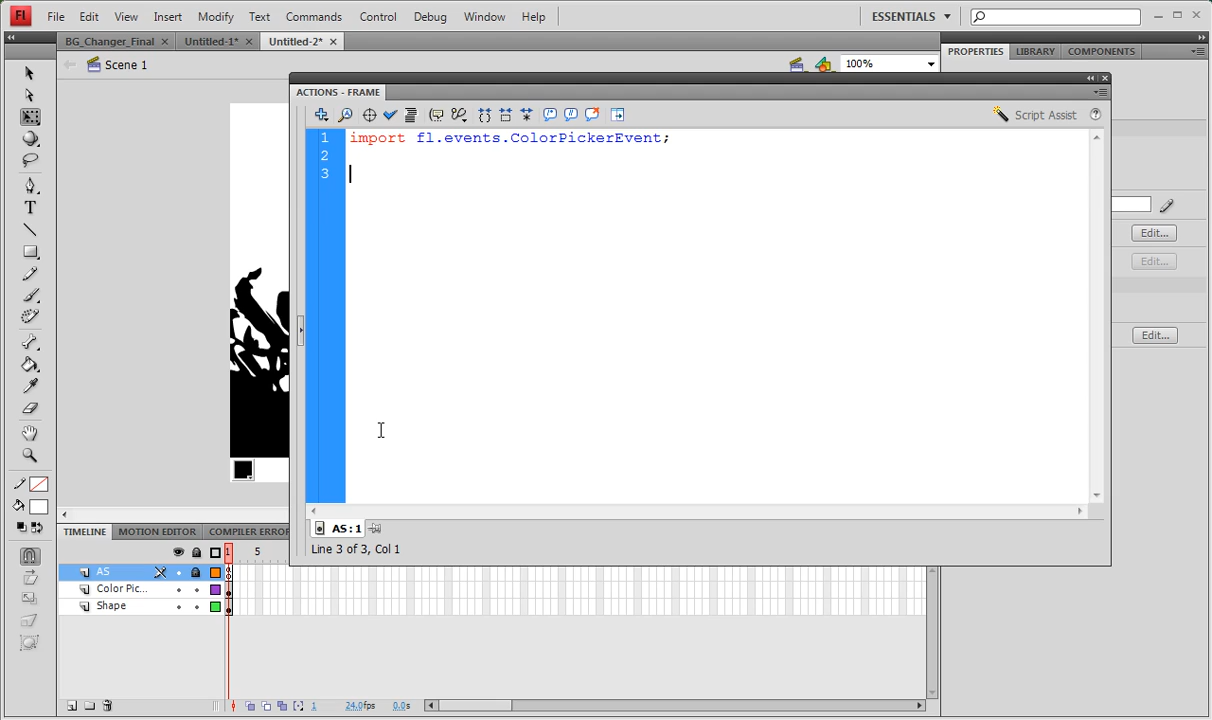 Fl File Edit View Insert Modify Text Commands Control Debug Window Help ESSENTIALS
BG_Changer_Final Untitled-1* Untitled-2* PROPERTIES LIBRARY COMPONENTS
Scene 1 100%
ACTIONS - FRAME
Script Assist
1 import fl.events.ColorPickerEvent;
2
3
Edit...
Edit...
Edit...
AS : 1
Line 3 of 3, Col 1
TIMELINE MOTION EDITOR COMPILER ERRO
1 5
AS
Color Pic...
Shape
1 24.0fps 0.0s